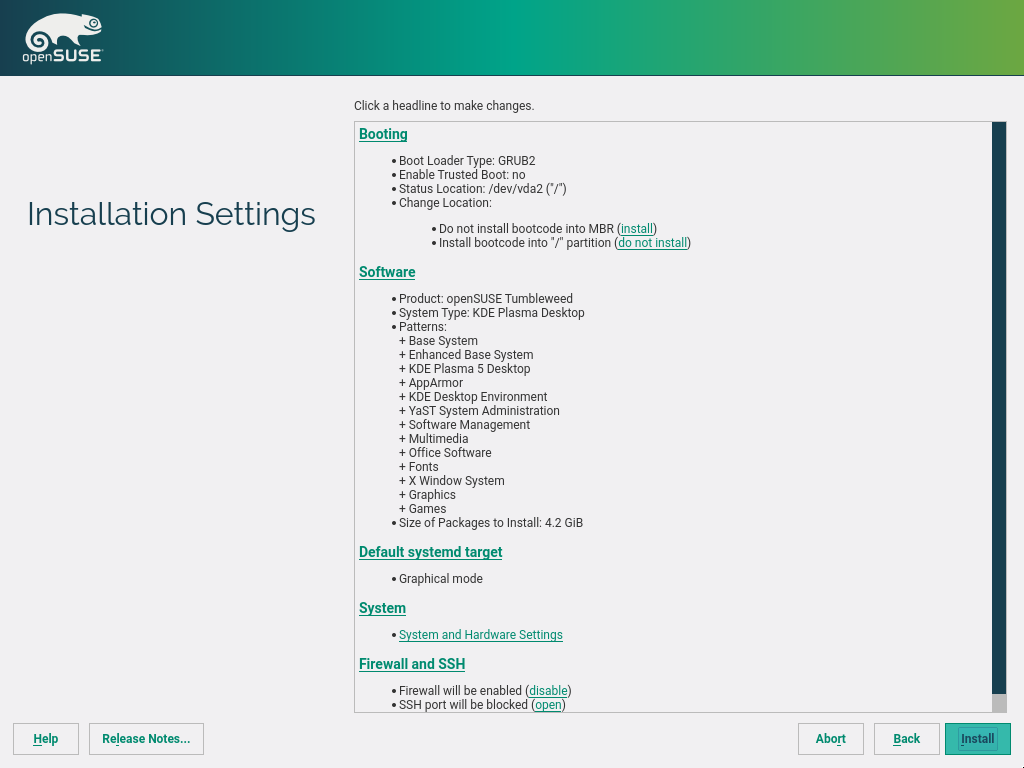 openSUSE
Click a headline to make changes.
Installation Settings
Booting
• Boot Loader Type: GRUB2
• Enable Trusted Boot: no
• Status Location: /dev/vda2 ("/")
• Change Location:
• Do not install bootcode into MBR (install)
• Install bootcode into "/" partition (do not install)
Software
• Product: openSUSE Tumbleweed
• System Type: KDE Plasma Desktop
• Patterns:
+ Base System
+ Enhanced Base System
+ KDE Plasma 5 Desktop
+ AppArmor
+ KDE Desktop Environment
+ YaST System Administration
+ Software Management
+ Multimedia
+ Office Software
+ Fonts
+ X Window System
+ Graphics
+ Games
• Size of Packages to Install: 4.2 GiB
Default systemd target
• Graphical mode
System
• System and Hardware Settings
Firewall and SSH
• Firewall will be enabled (disable)
• SSH port will be blocked (open)
Help Release Notes... Abort Back Install